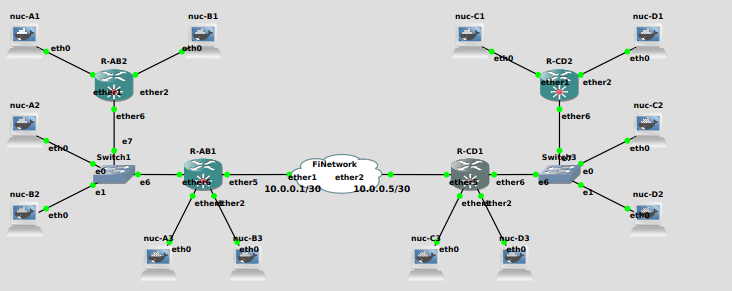 nuc-A1
nuc-B1
nuc-C1
nuc-D1
eth0
eth0
eth0
eth0
R-AB2
R-CD2
ether1
ether2
ether1
ether2
nuc-A2
nuc-C2
ether6
ether6
eth0
e7
eth0
Switch1
R-AB1
FiNetwork
R-CD1
e0
e0
e6
ether5
ether1
ether2
ether6
e6
nuc-B2
e1
10.0.0.1/30
10.0.0.5/30
e1
nuc-D2
ether2
ether2
eth0
eth0
nuc-A3
nuc-B3
nuc-C3
nuc-D3
eth0
eth0
eth0
eth0